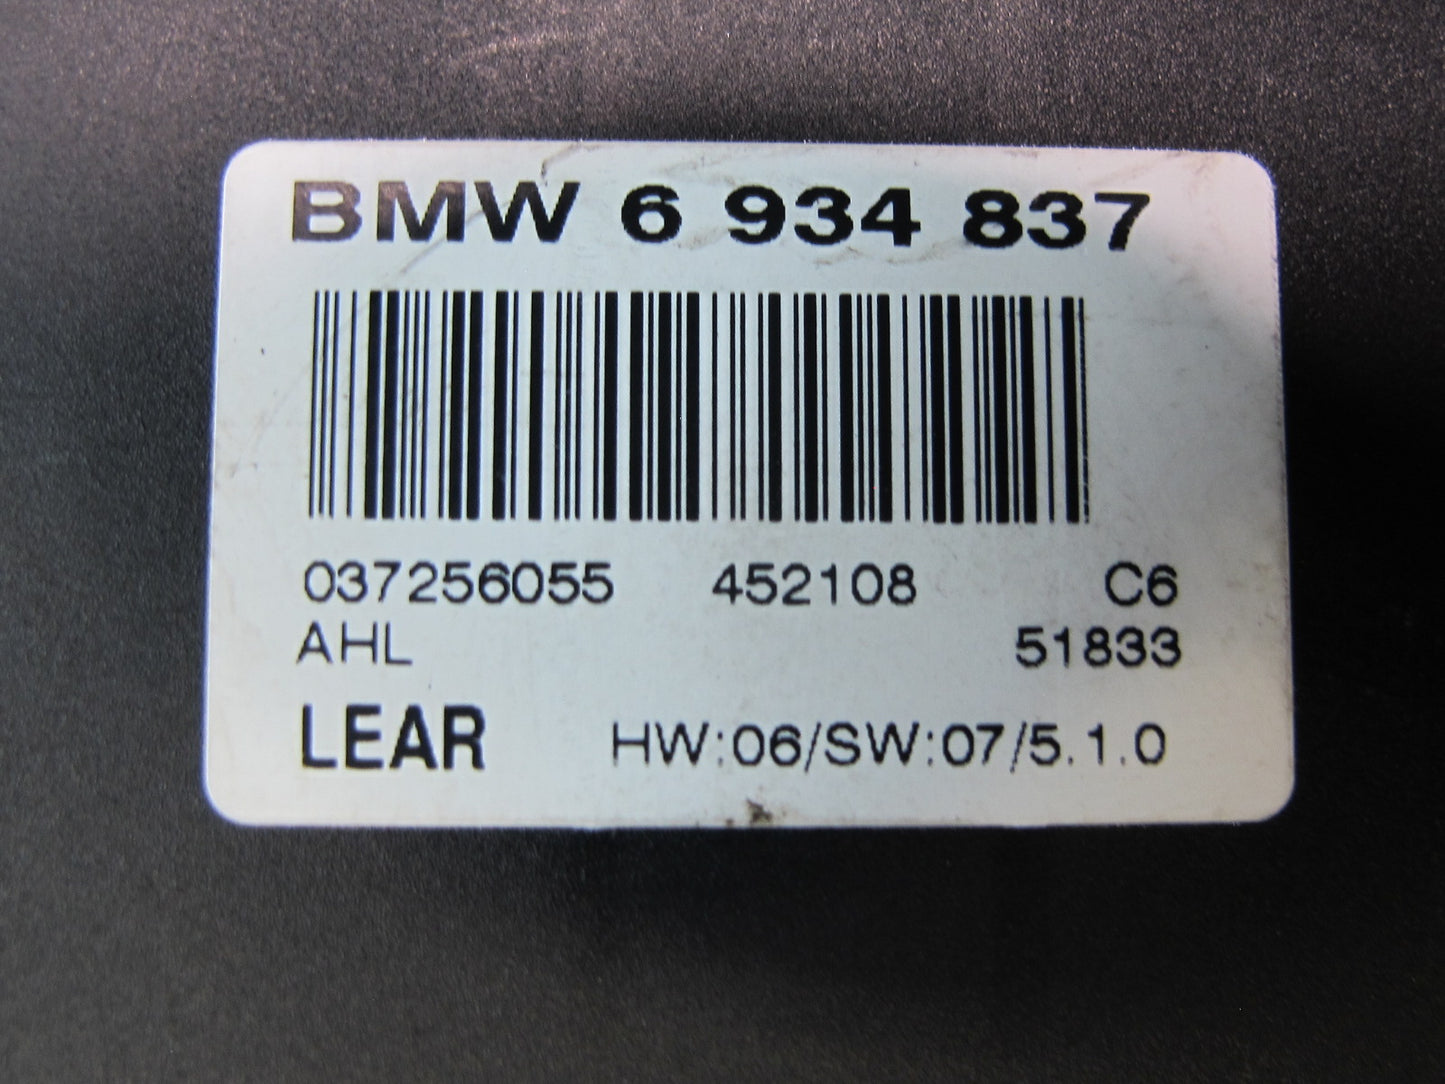 BMW 6 934 837
037256055 452108 C6
AHL 51833
LEAR HW:06/SW:07/5.1.0